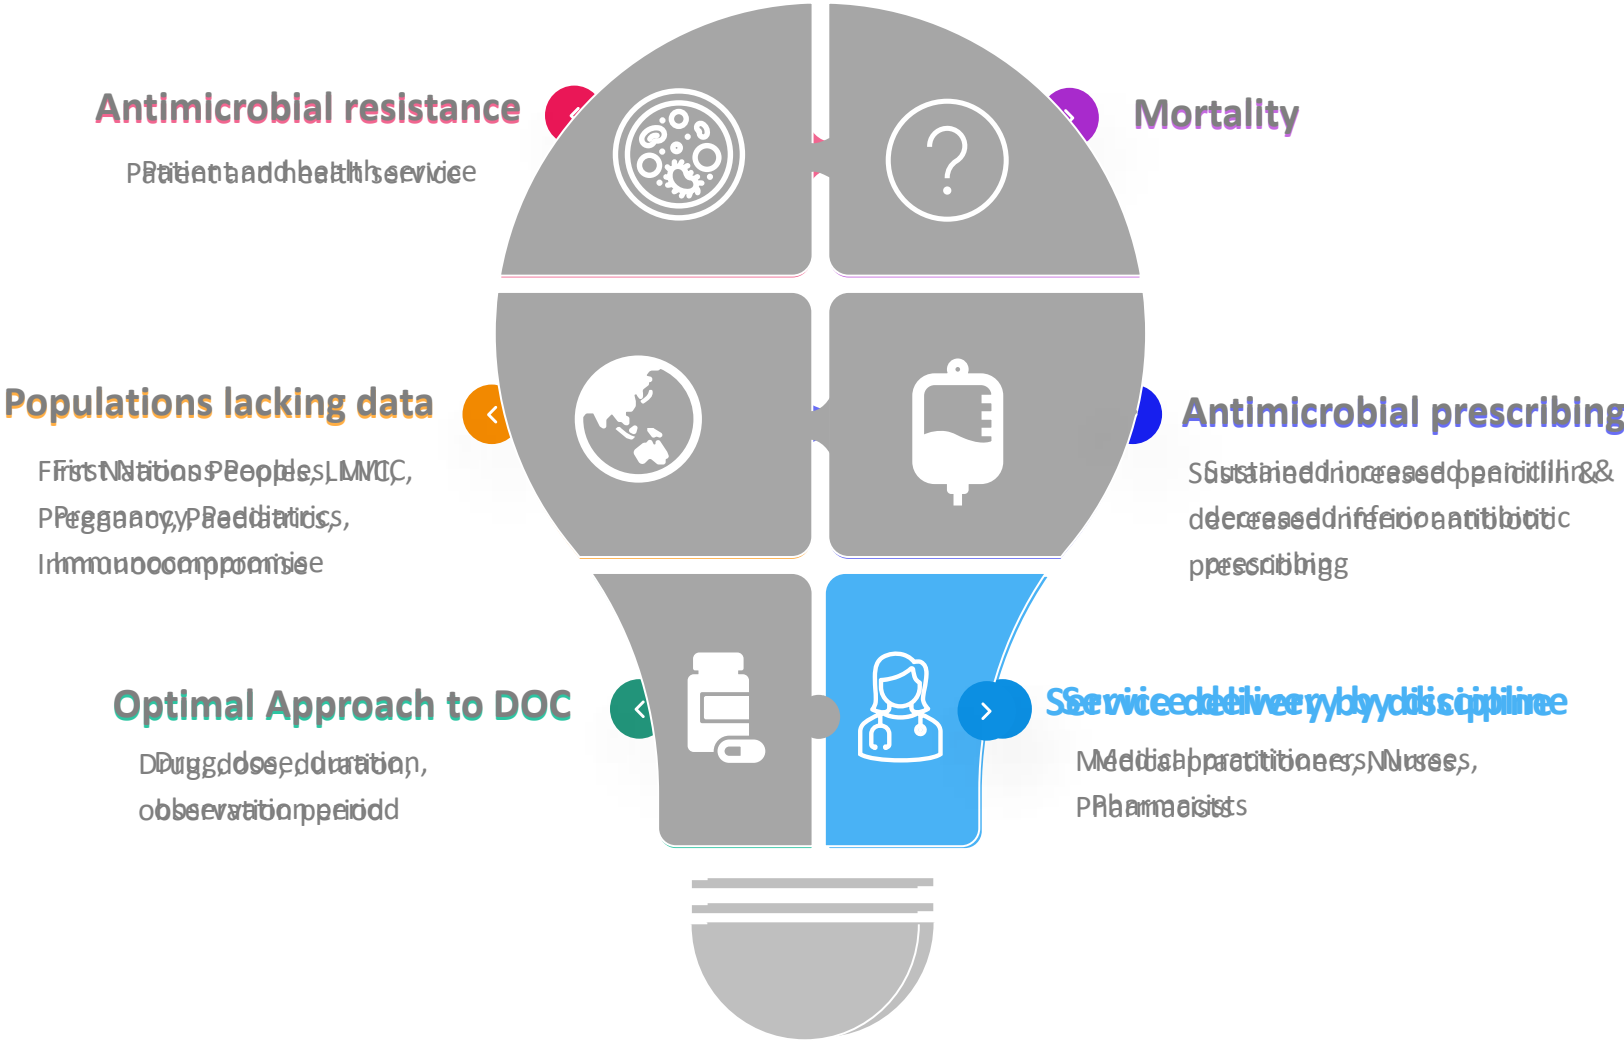 Antimicrobial resistance
Patient and health service
Mortality
Populations lacking data
First Nations Peoples, LMIC,
Pregnancy, Paediatrics,
Immunocompromise
Antimicrobial prescribing
Sustained increased penicillin &
decreased inferior antibiotic
prescribing
Optimal Approach to DOC
Drug, dose, duration,
observation period
Service delivery by discipline
Medical practitioners, Nurses,
Pharmacists